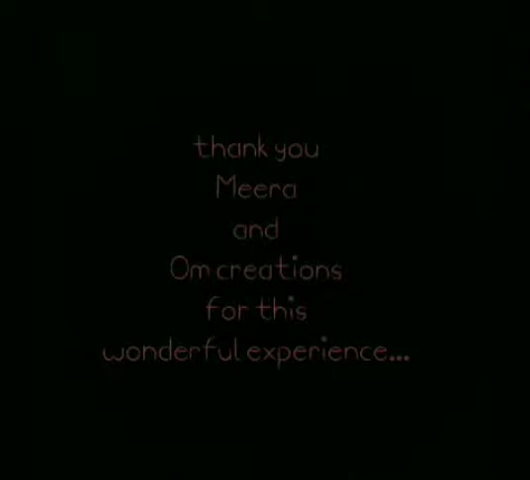 thank you
Meera
and
Om creations
for this
wonderful experience...